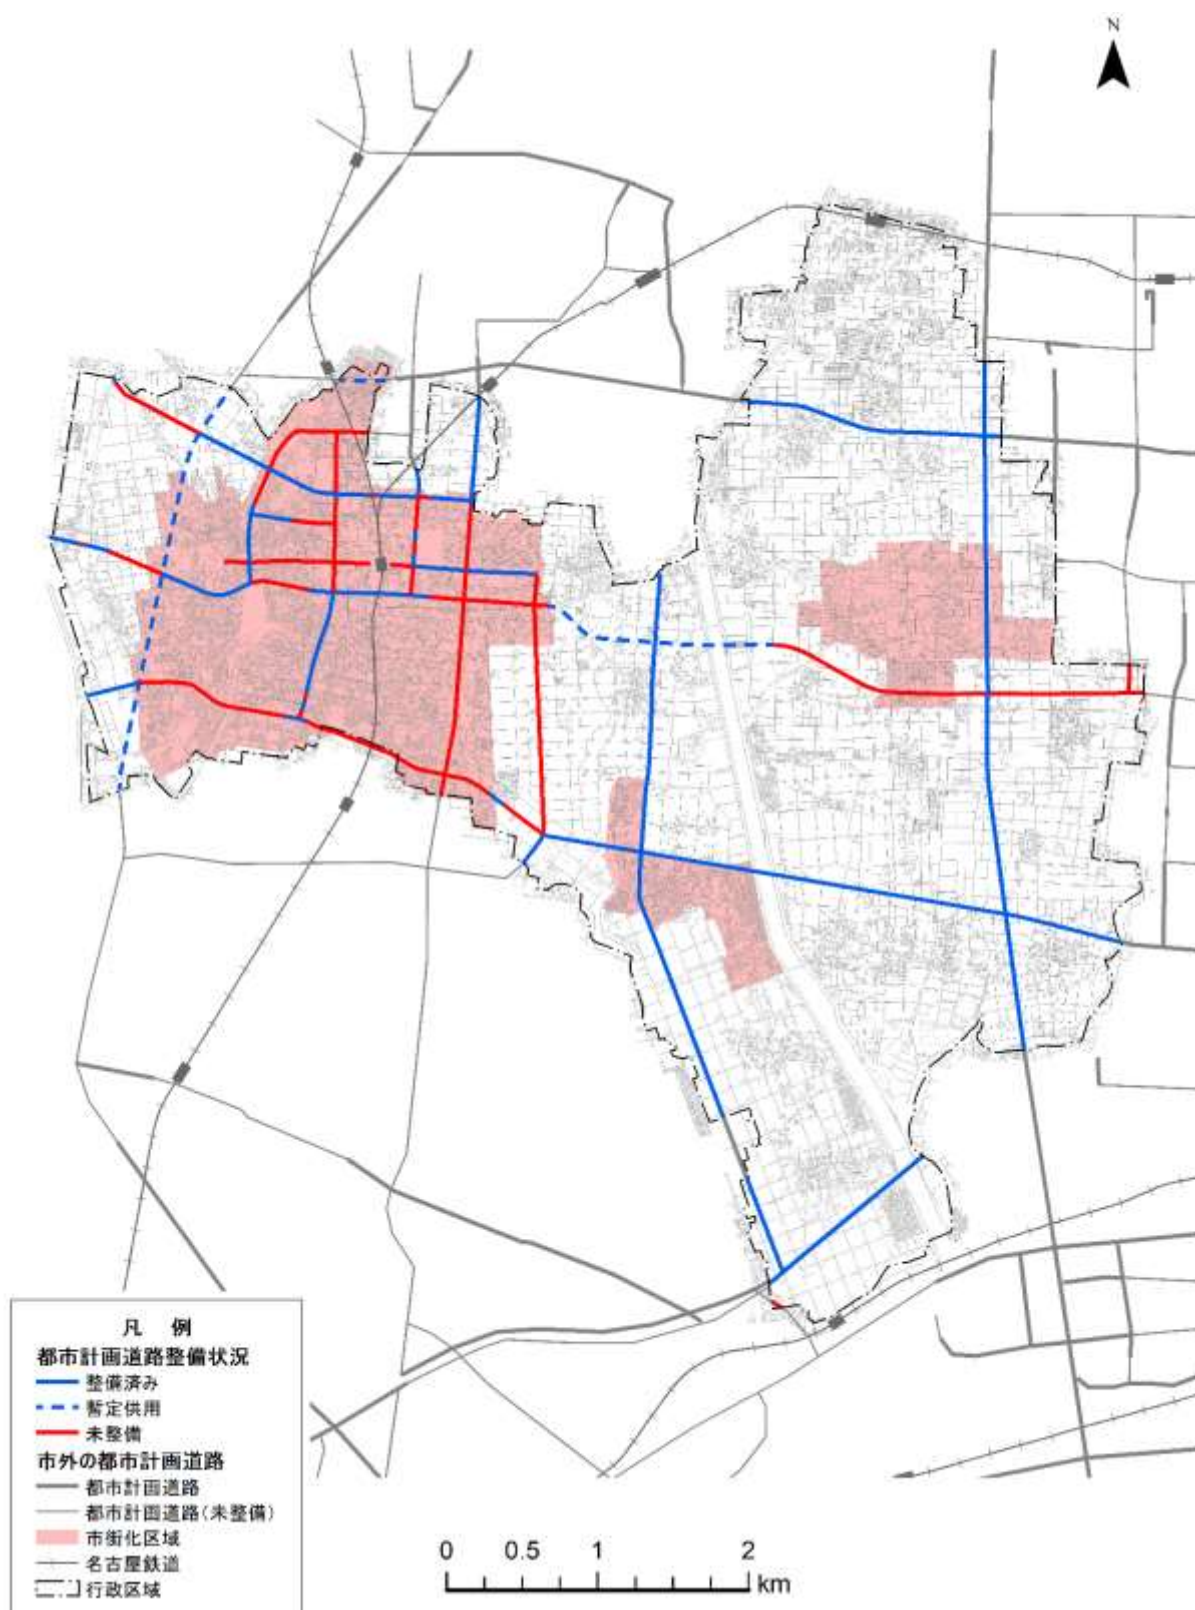 N
凡 例
都市計画道路整備状況
整備済み
暫定供用
未整備
市外の都市計画道路
都市計画道路
都市計画道路(未整備)
市街化区域
名古屋鉄道
行政区域
0 0.5 1 2
km